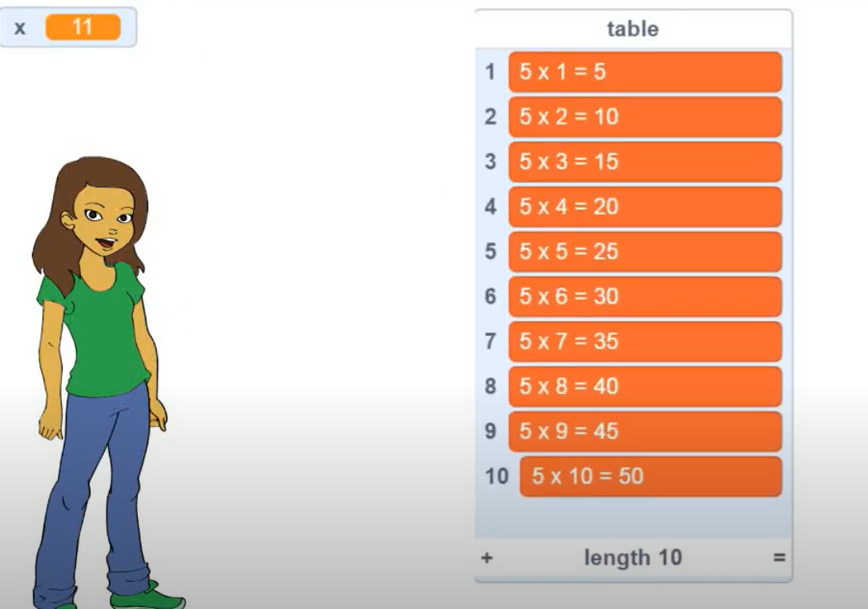 x 11
table
1 5 x 1 = 5
2 5 x 2 = 10
3 5 x 3 = 15
4 5 x 4 = 20
5 5 x 5 = 25
6 5 x 6 = 30
7 5 x 7 = 35
8 5 x 8 = 40
9 5 x 9 = 45
10 5 x 10 = 50
+ length 10 =